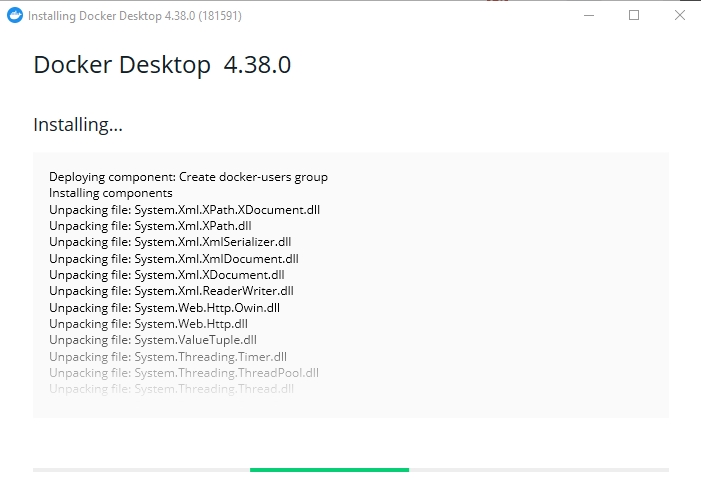 Installing Docker Desktop 4.38.0 (181591)
Docker Desktop 4.38.0
Installing...
Deploying component: Create docker-users group
Installing components
Unpacking file: System.Xml.XPath.XDocument.dll
Unpacking file: System.Xml.XPath.dll
Unpacking file: System.Xml.XmlSerializer.dll
Unpacking file: System.Xml.XmlDocument.dll
Unpacking file: System.Xml.XDocument.dll
Unpacking file: System.Xml.ReaderWriter.dll
Unpacking file: System.Web.Http.Owin.dll
Unpacking file: System.Web.Http.dll
Unpacking file: System.ValueTuple.dll
Unpacking file: System.Threading.Timer.dll
Unpacking file: System.Threading.ThreadPool.dll
Unpacking file: System.Threading.Thread.dll